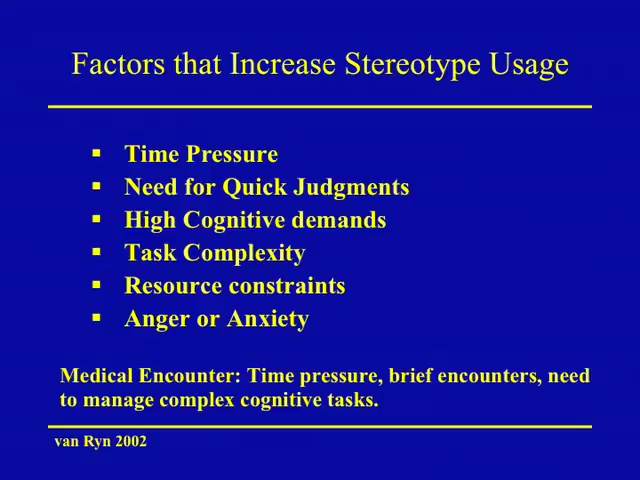 Factors that Increase Stereotype Usage
▪ Time Pressure
▪ Need for Quick Judgments
▪ High Cognitive demands
▪ Task Complexity
▪ Resource constraints
▪ Anger or Anxiety
Medical Encounter: Time pressure, brief encounters, need
to manage complex cognitive tasks.
van Ryn 2002